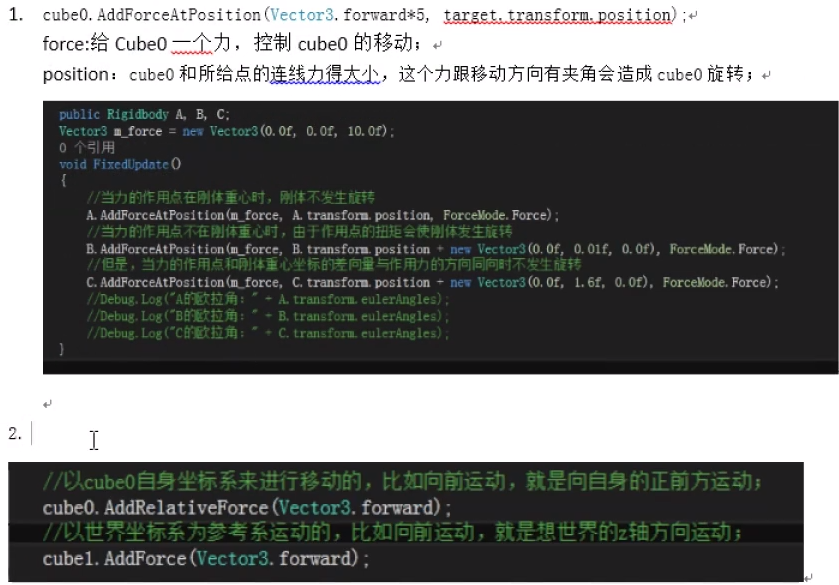 1. cube0.AddForceAtPosition(Vector3.forward*5, target.transform.position);
force:给 Cube0 一个力，控制 cube0 的移动；
position：cube0 和所给点的连线力得大小，这个力跟移动方向有夹角会造成 cube0 旋转；
public Rigidbody A, B, C;
Vector3 m_force = new Vector3(0.0f, 0.0f, 10.0f);
0 个引用
void FixedUpdate()
{
//当力的作用点在刚体重心时，刚体不发生旋转
A.AddForceAtPosition(m_force, A.transform.position, ForceMode.Force);
//当力的作用点不在刚体重心时，由于作用点的扭矩会使刚体发生旋转
B.AddForceAtPosition(m_force, B.transform.position + new Vector3(0.0f, 0.01f, 0.0f), ForceMode.Force);
//但是，当力的作用点和刚体重心坐标的差向量与作用力的方向同向时不发生旋转
C.AddForceAtPosition(m_force, C.transform.position + new Vector3(0.0f, 1.6f, 0.0f), ForceMode.Force);
//Debug.Log("A的欧拉角：" + A.transform.eulerAngles);
//Debug.Log("B的欧拉角：" + B.transform.eulerAngles);
//Debug.Log("C的欧拉角：" + C.transform.eulerAngles);
}
2.
//以cube0自身坐标系来进行移动的，比如向前运动，就是向自身的正前方运动；
cube0.AddRelativeForce(Vector3.forward);
//以世界坐标系为参考系运动的，比如向前运动，就是想世界的z轴方向运动；
cube1.AddForce(Vector3.forward);